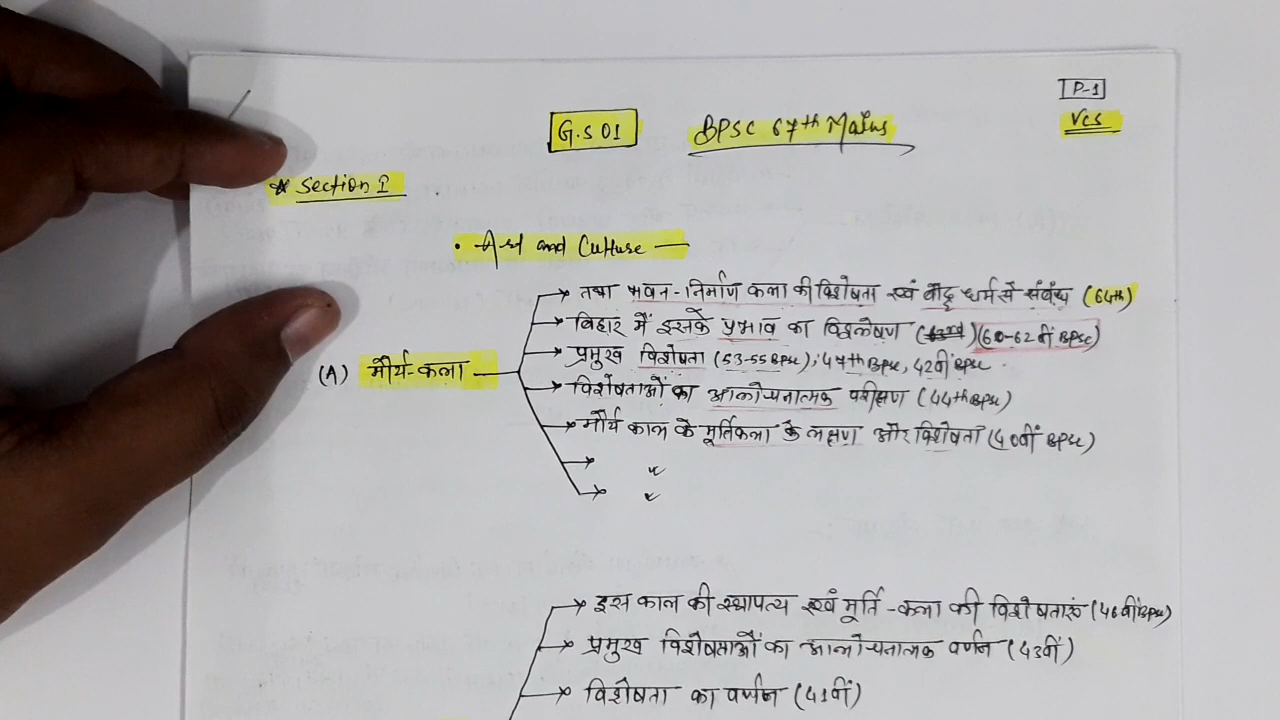 P-1
G.S 01 BPSC 67th Mains VCS
* Section I
• Art and Culture —
→ तथा भवन-निर्माण कला की विशेषता एवं बौद्ध धर्म से संबंध (64th)
→ बिहार में इसके प्रभाव का विश्लेषण (63rd) (60-62वीं BPSC)
→ प्रमुख विशेषता (53-55 BPSC), 47th BPSC, 42वीं BPSC
(A) मौर्य-कला
→ विशेषताओं का आलोचनात्मक परीक्षण (44th BPSC)
→ मौर्य काल के मूर्तिकला के लक्षण और विशेषता (40वीं BPSC)
→ "
→ "
→ इस काल की स्थापत्य एवं मूर्ति-कला की विशेषताएं (46वीं BPSC)
→ प्रमुख विशेषताओं का आलोचनात्मक वर्णन (43वीं)
→ विशेषता का वर्णन (41वीं)